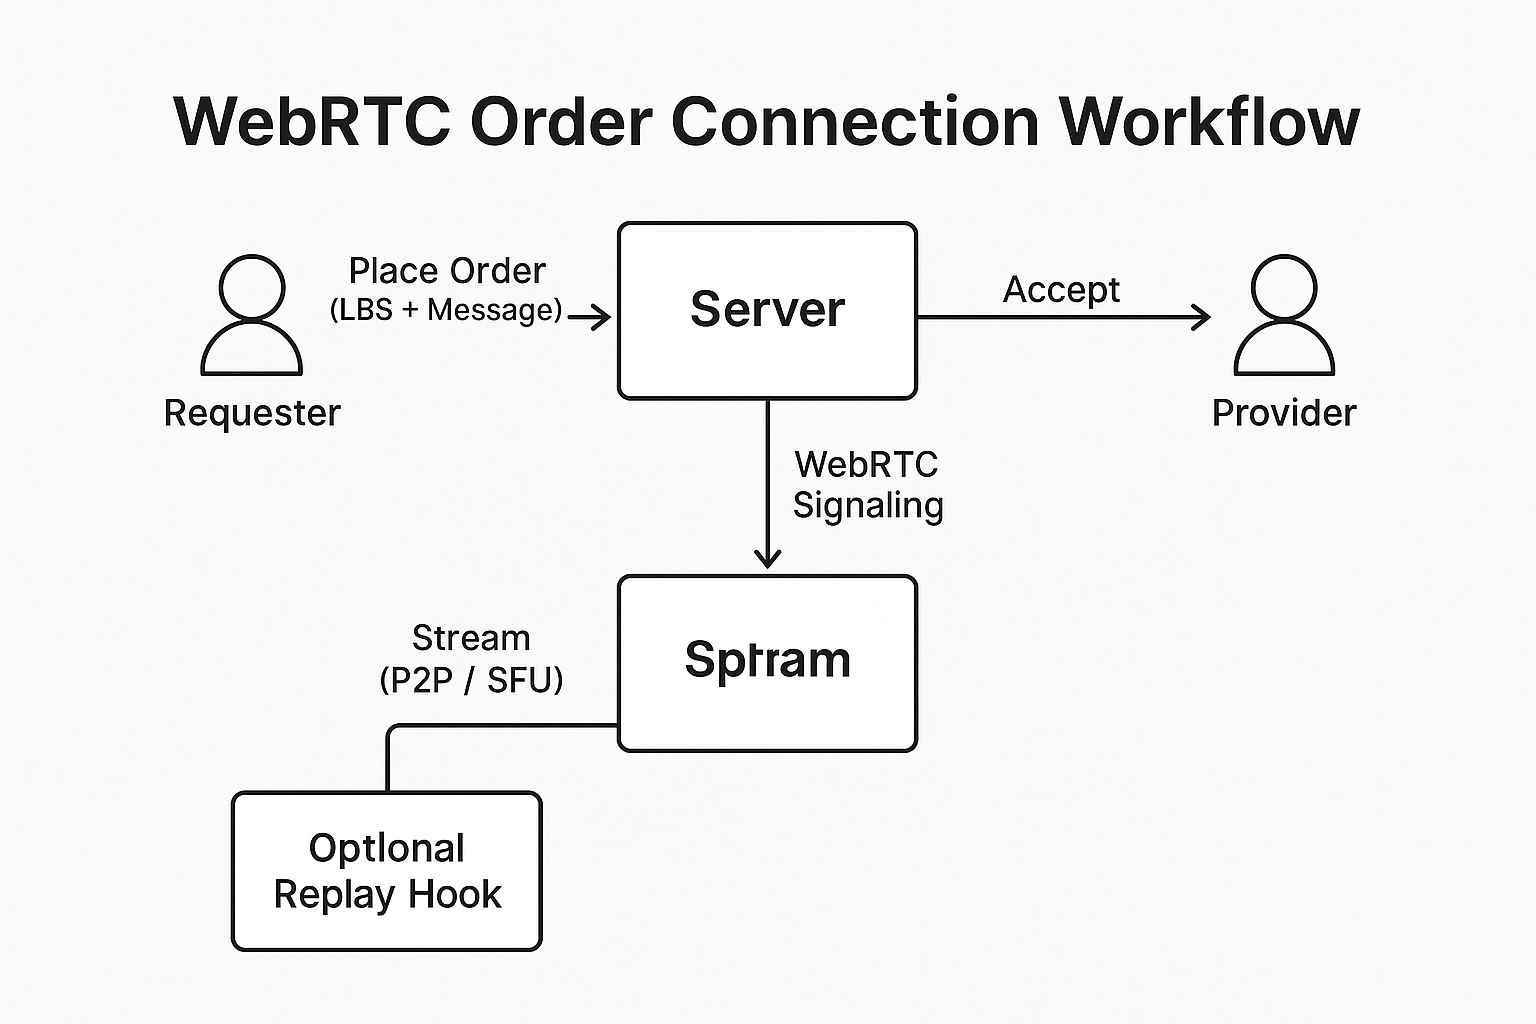 WebRTC Order Connection Workflow
Place Order
(LBS + Message)
Server
Accept
Requester
Provider
WebRTC
Signaling
Stream
(P2P / SFU)
Optlonal
Replay Hook